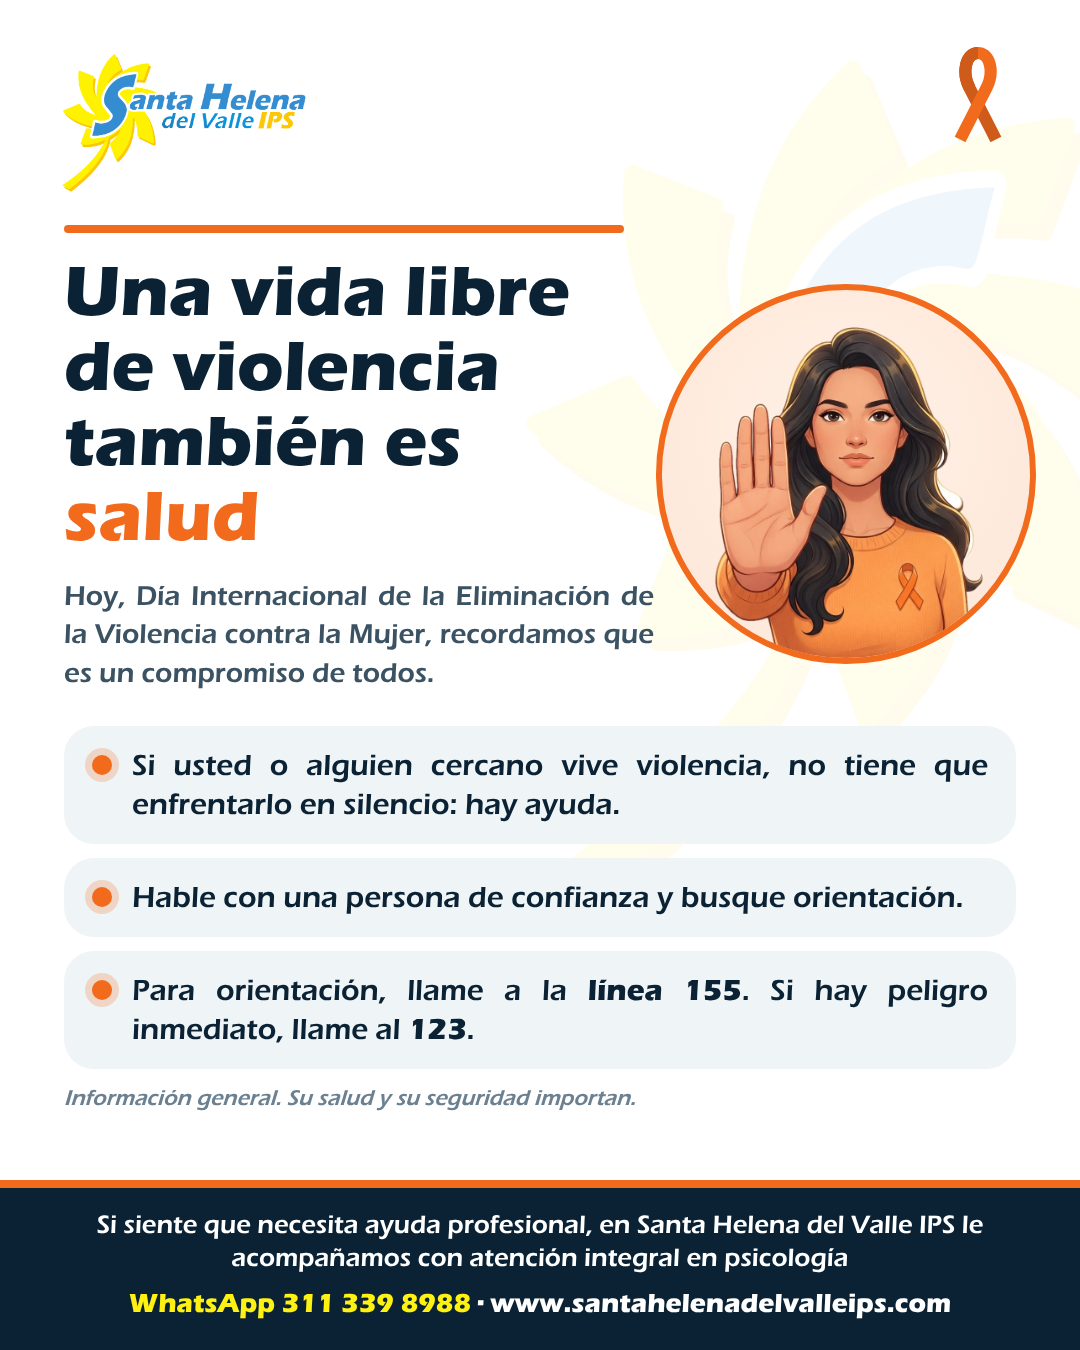 Santa Helena
del Valle IPS
Una vida libre
de violencia
también es
salud
Hoy, Día Internacional de la Eliminación de
la Violencia contra la Mujer, recordamos que
es un compromiso de todos.
Si usted o alguien cercano vive violencia, no tiene que
enfrentarlo en silencio: hay ayuda.
Hable con una persona de confianza y busque orientación.
Para orientación, llame a la línea 155. Si hay peligro
inmediato, llame al 123.
Información general. Su salud y su seguridad importan.
Si siente que necesita ayuda profesional, en Santa Helena del Valle IPS le
acompañamos con atención integral en psicología
WhatsApp 311 339 8988 · www.santahelenadelvalleips.com